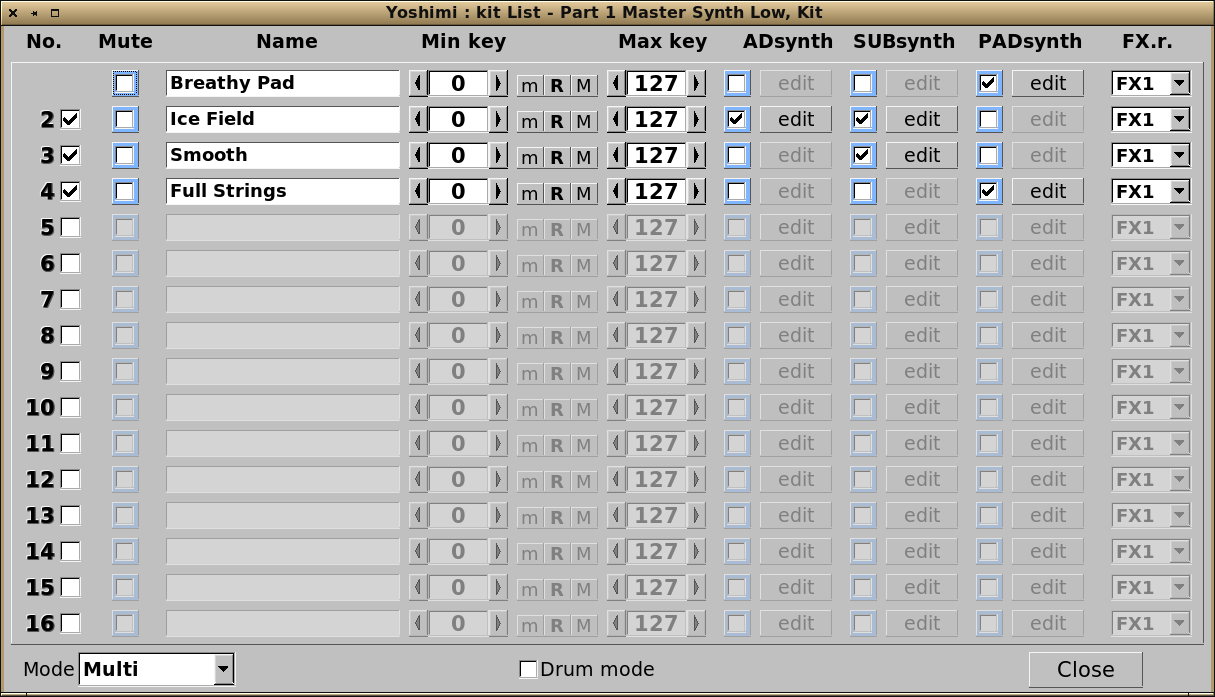 Yoshimi : kit List - Part 1 Master Synth Low, Kit
No. Mute Name Min key Max key ADsynth SUBsynth PADsynth FX.r.
Breathy Pad 0 m R M 127 edit edit edit FX1
2 Ice Field 0 m R M 127 edit edit edit FX1
3 Smooth 0 m R M 127 edit edit edit FX1
4 Full Strings 0 m R M 127 edit edit edit FX1
5 0 m R M 127 edit edit edit FX1
6 0 m R M 127 edit edit edit FX1
7 0 m R M 127 edit edit edit FX1
8 0 m R M 127 edit edit edit FX1
9 0 m R M 127 edit edit edit FX1
10 0 m R M 127 edit edit edit FX1
11 0 m R M 127 edit edit edit FX1
12 0 m R M 127 edit edit edit FX1
13 0 m R M 127 edit edit edit FX1
14 0 m R M 127 edit edit edit FX1
15 0 m R M 127 edit edit edit FX1
16 0 m R M 127 edit edit edit FX1
Mode Multi Drum mode Close